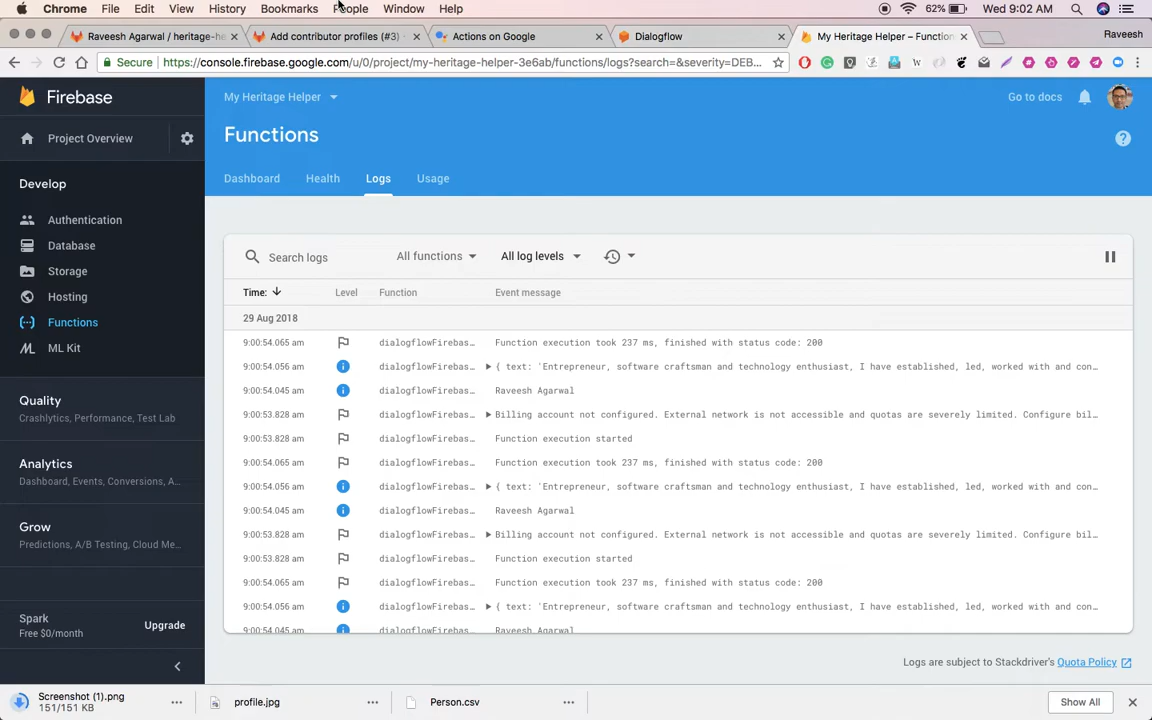 Chrome File Edit View History Bookmarks People Window Help 62% Wed 9:02 AM
Raveesh Agarwal / heritage-he Add contributor profiles (#3) Actions on Google Dialogflow My Heritage Helper – Function Raveesh
Secure https://console.firebase.google.com/u/0/project/my-heritage-helper-3e6ab/functions/logs?search=&severity=DEB...
Firebase My Heritage Helper Go to docs
Project Overview Functions
Dashboard Health Logs Usage
Develop
Authentication
Database
Storage
Hosting
Functions
ML Kit
Quality
Crashlytics, Performance, Test Lab
Analytics
Dashboard, Events, Conversions, A...
Grow
Predictions, A/B Testing, Cloud Me...
Spark
Free $0/month
Upgrade
Search logs All functions All log levels
Time: Level Function Event message
29 Aug 2018
9:00:54.065 am dialogflowFirebas... Function execution took 237 ms, finished with status code: 200
9:00:54.056 am dialogflowFirebas... { text: 'Entrepreneur, software craftsman and technology enthusiast, I have established, led, worked with and con...
9:00:54.045 am dialogflowFirebas... Raveesh Agarwal
9:00:53.828 am dialogflowFirebas... Billing account not configured. External network is not accessible and quotas are severely limited. Configure bil...
9:00:53.828 am dialogflowFirebas... Function execution started
9:00:54.065 am dialogflowFirebas... Function execution took 237 ms, finished with status code: 200
9:00:54.056 am dialogflowFirebas... { text: 'Entrepreneur, software craftsman and technology enthusiast, I have established, led, worked with and con...
9:00:54.045 am dialogflowFirebas... Raveesh Agarwal
9:00:53.828 am dialogflowFirebas... Billing account not configured. External network is not accessible and quotas are severely limited. Configure bil...
9:00:53.828 am dialogflowFirebas... Function execution started
9:00:54.065 am dialogflowFirebas... Function execution took 237 ms, finished with status code: 200
9:00:54.056 am dialogflowFirebas... { text: 'Entrepreneur, software craftsman and technology enthusiast, I have established, led, worked with and con...
9:00:54.045 am dialogflowFirebas... Raveesh Agarwal
Logs are subject to Stackdriver's Quota Policy
Screenshot (1).png
151/151 KB
profile.jpg Person.csv Show All